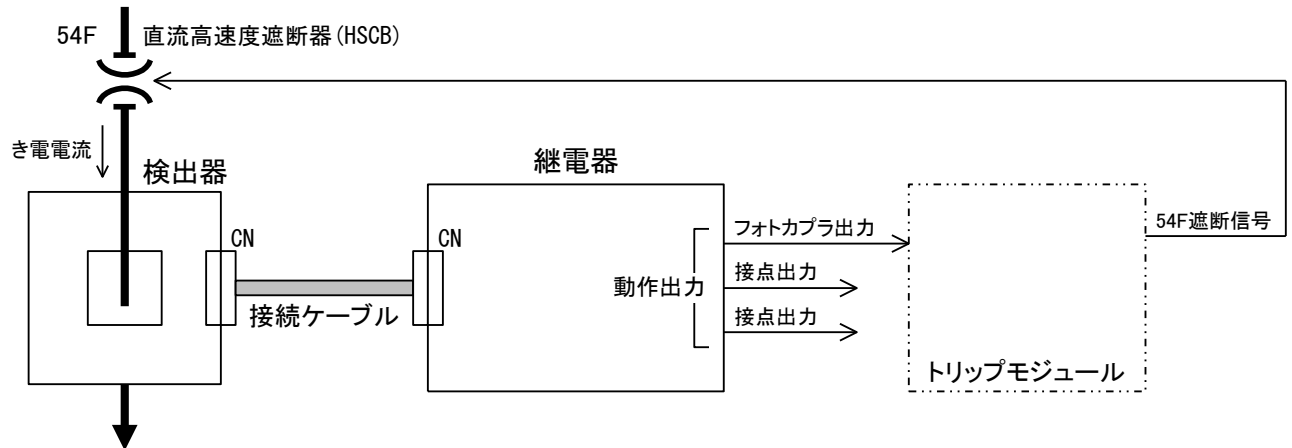 54F 直流高速度遮断器(HSCB)
き電電流
検出器
継電器
CN
CN
フォトカプラ出力
54F遮断信号
動作出力
接点出力
接点出力
接続ケーブル
トリップモジュール